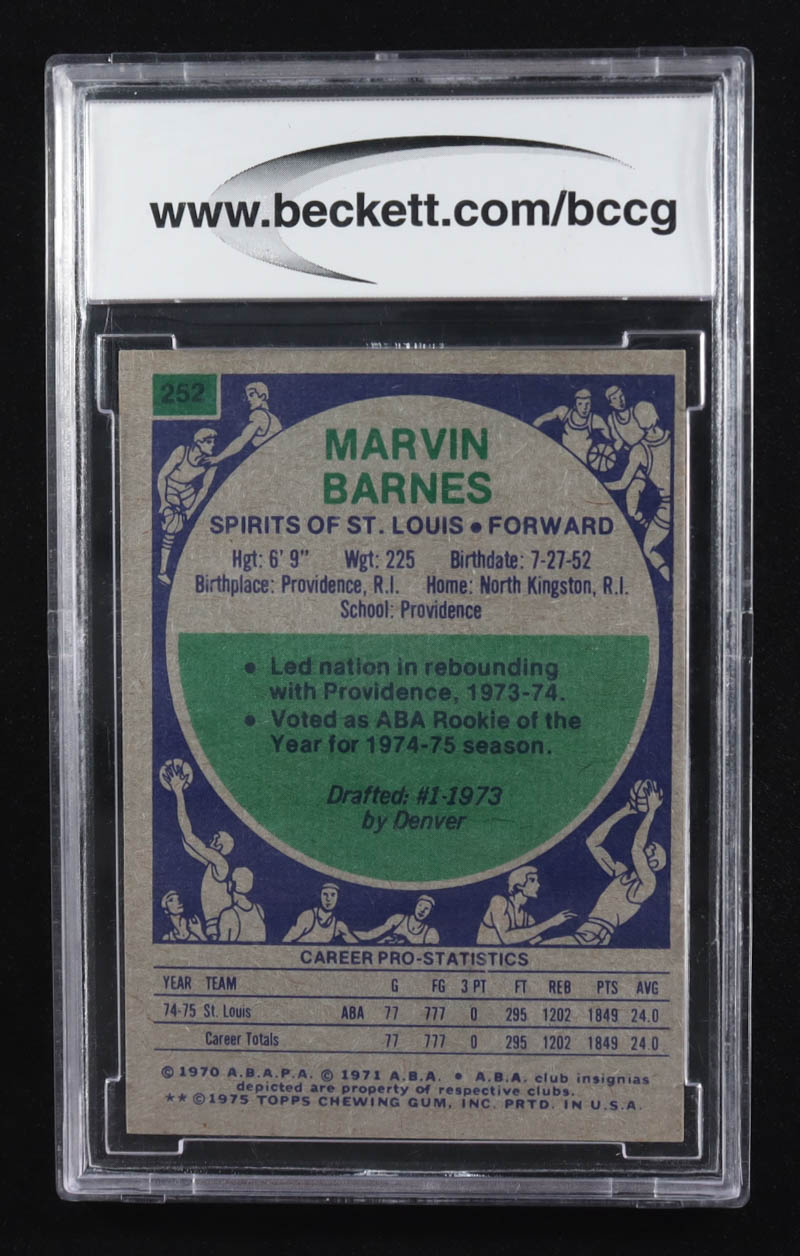 www.beckett.com/bccg
252
MARVIN
BARNES
SPIRITS OF ST. LOUIS • FORWARD
Hgt: 6' 9" Wgt: 225 Birthdate: 7-27-52
Birthplace: Providence, R.I. Home: North Kingston, R.I.
School: Providence
• Led nation in rebounding
with Providence, 1973-74.
• Voted as ABA Rookie of the
Year for 1974-75 season.
Drafted: #1-1973
by Denver
CAREER PRO-STATISTICS
YEAR TEAM G FG 3 PT FT REB PTS AVG
74-75 St. Louis ABA 77 777 0 295 1202 1849 24.0
Career Totals 77 777 0 295 1202 1849 24.0
© 1970 A.B.A.P.A. © 1971 A.B.A. • A.B.A. club insignias
depicted are property of respective clubs.
** © 1975 TOPPS CHEWING GUM, INC. PRTD. IN U.S.A.